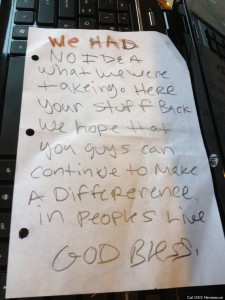 We HAD
NO IDEA
what we were
takeing. Here
Your stuff Back
we hope that
you guys can
continue to make
A Difference
in peoples live
GOD Bless.